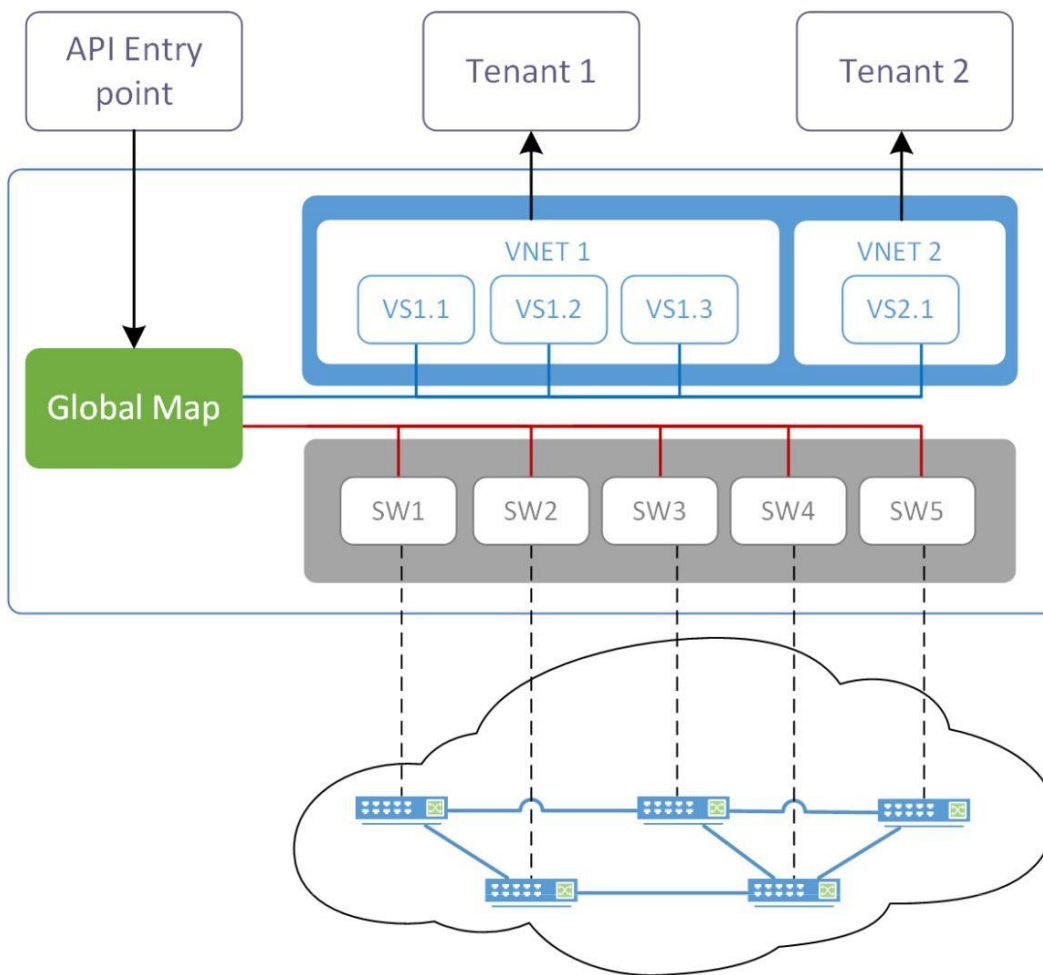 API Entry
point
Tenant 1
Tenant 2
VNET 1
VNET 2
VS1.1
VS1.2
VS1.3
VS2.1
Global Map
SW1
SW2
SW3
SW4
SW5